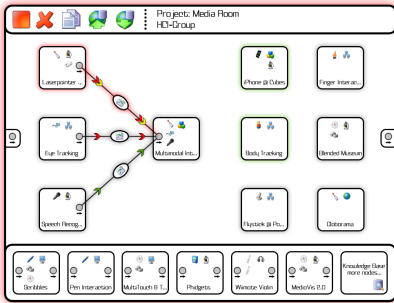 Project: Media Room
HCI-Group
Laserpointer ...
iPhone @ Cubes
Finger Interac...
Eye Tracking
Multimodal Int...
Body Tracking
Blended Museum
Speech Recog...
Flystick @ Po...
Globorama
Scribbles
Pen Interaction
MultiTouch & T...
Phidgets
Wiimote Violin
MedioVis 2.0
Knowledge Base
more nodes...